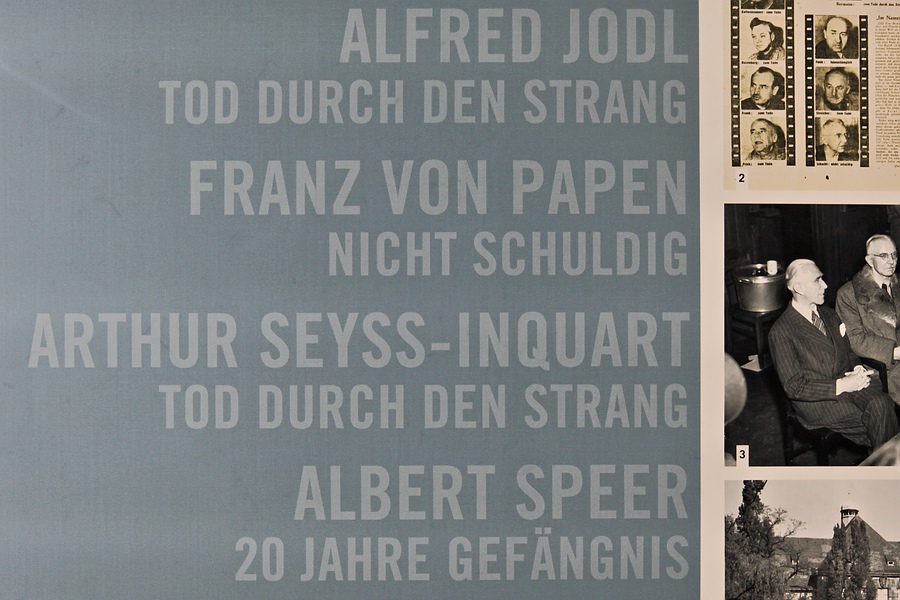 ALFRED JODL
TOD DURCH DEN STRANG
FRANZ VON PAPEN
NICHT SCHULDIG
ARTHUR SEYSS-INQUART
TOD DURCH DEN STRANG
ALBERT SPEER
20 JAHRE GEFÄNGNIS
2
3